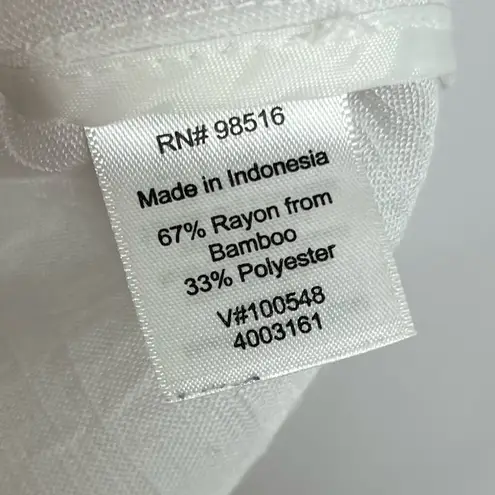 RN# 98516
Made in Indonesia
67% Rayon from
Bamboo
33% Polyester
V#100548
4003161